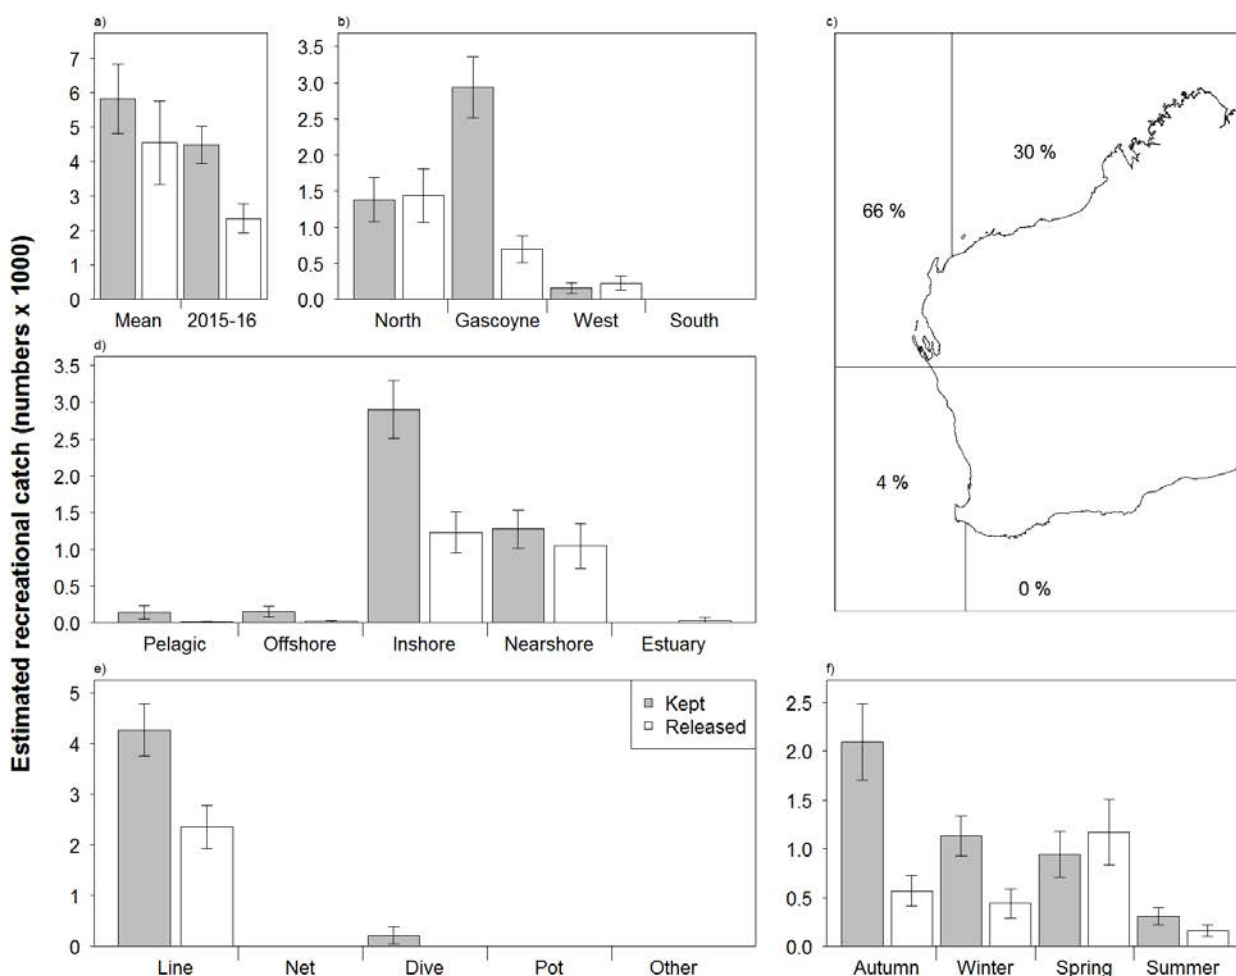 Estimated recreational catch (numbers x 1000)
a)
7
6
5
4
3
2
1
0
Mean 2015-16
b)
3.5
3.0
2.5
2.0
1.5
1.0
0.5
0.0
North Gascoyne West South
c)
30 %
66 %
4 %
0 %
d)
3.5
3.0
2.5
2.0
1.5
1.0
0.5
0.0
Pelagic Offshore Inshore Nearshore Estuary
e)
5
4
3
2
1
0
Line Net Dive Pot Other
Kept
Released
f)
2.5
2.0
1.5
1.0
0.5
0.0
Autumn Winter Spring Summer